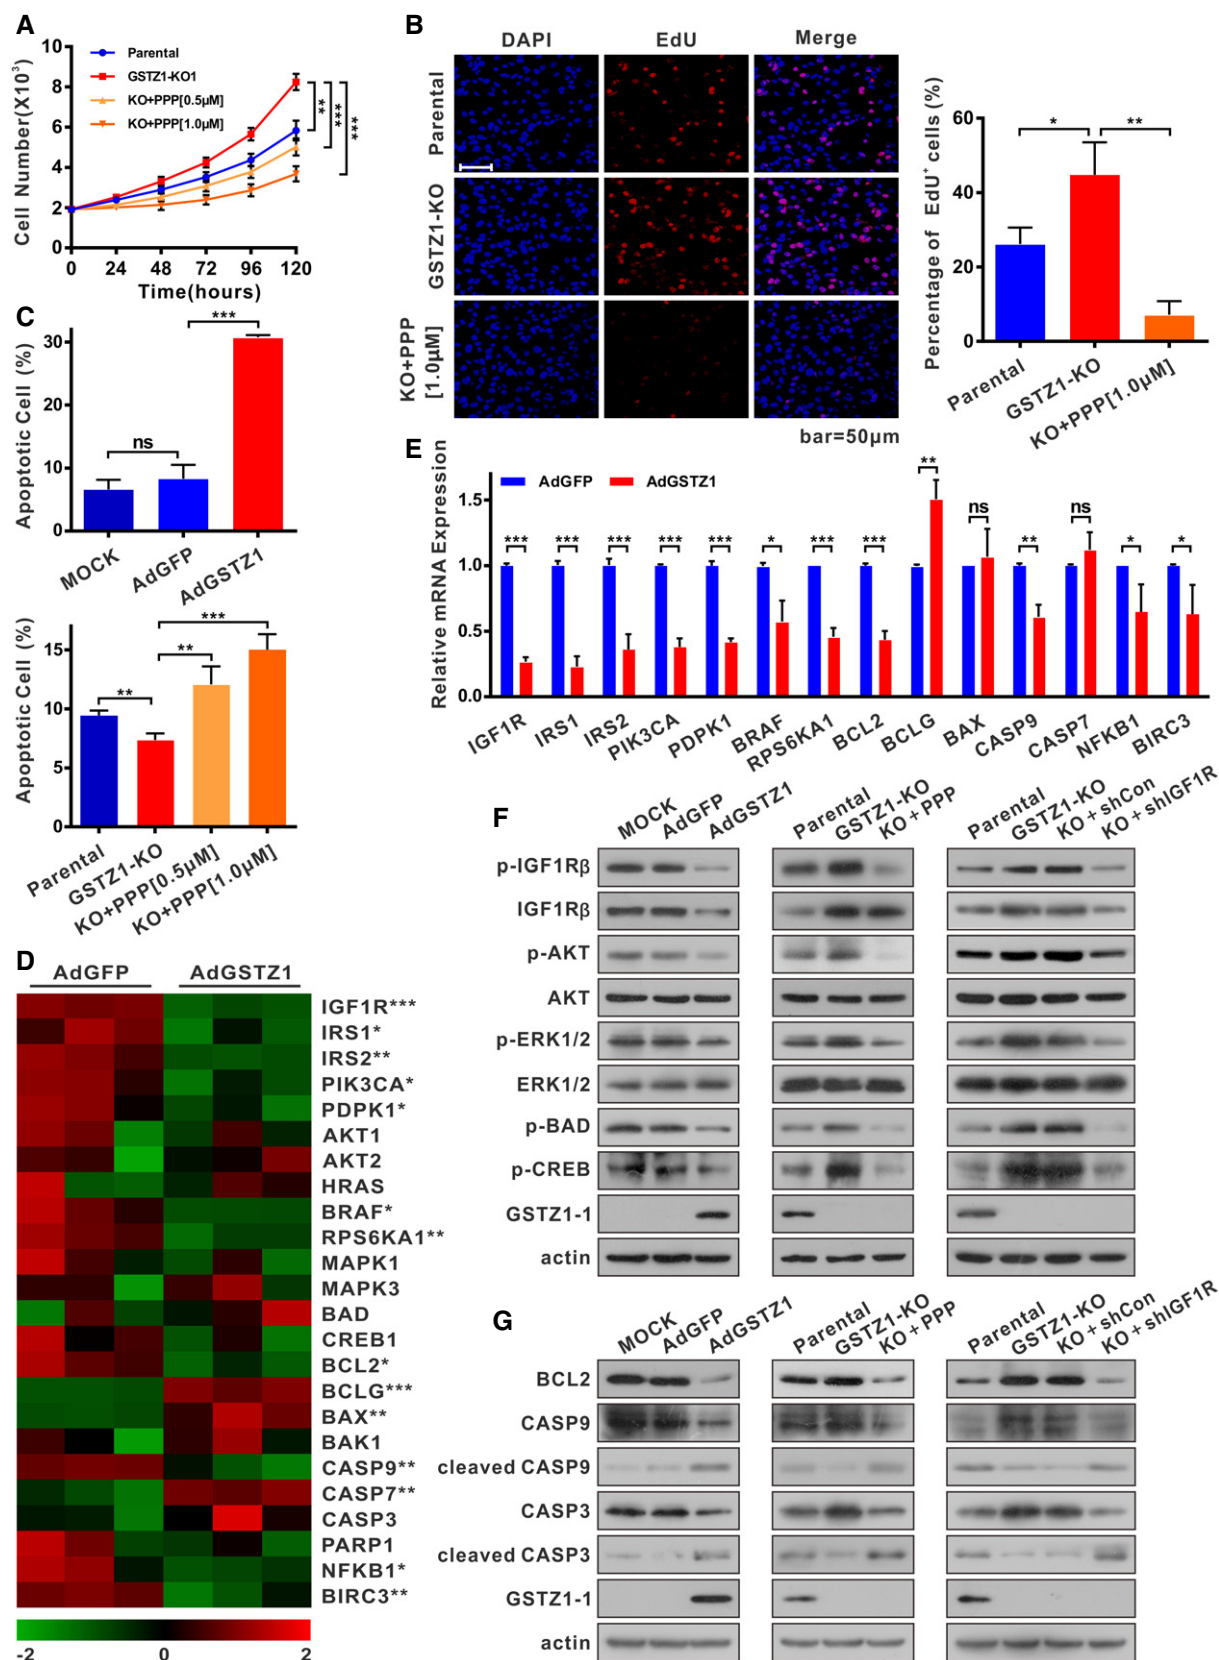 A
Cell Number(X10³)
10
8
6
4
2
0
Parental
GSTZ1-KO1
KO+PPP[0.5μM]
KO+PPP[1.0μM]
**
***
***
0 24 48 72 96 120
Time(hours)
B
DAPI EdU Merge
Parental
GSTZ1-KO
KO+PPP
[1.0μM]
bar=50μm
Percentage of EdU⁺ cells (%)
60
40
20
0
* **
Parental
GSTZ1-KO
KO+PPP[1.0μM]
C
Apoptotic Cell (%)
30
20
10
0
ns
***
MOCK
AdGFP
AdGSTZ1
Apoptotic Cell (%)
15
10
5
0
**
**
***
Parental
GSTZ1-KO
KO+PPP[0.5μM]
KO+PPP[1.0μM]
D
AdGFP AdGSTZ1
IGF1R***
IRS1*
IRS2**
PIK3CA*
PDPK1*
AKT1
AKT2
HRAS
BRAF*
RPS6KA1**
MAPK1
MAPK3
BAD
CREB1
BCL2*
BCLG***
BAX**
BAK1
CASP9**
CASP7**
CASP3
PARP1
NFKB1*
BIRC3**
-2 0 2
E
Relative mRNA Expression
1.5
1.0
0.5
0.0
AdGFP AdGSTZ1
*** *** *** *** *** * *** *** ** ns ** ns * *
IGF1R
IRS1
IRS2
PIK3CA
PDPK1
BRAF
RPS6KA1
BCL2
BCLG
BAX
CASP9
CASP7
NFKB1
BIRC3
F
MOCK
AdGFP
AdGSTZ1
Parental
GSTZ1-KO
KO+PPP
Parental
GSTZ1-KO
KO+shCon
KO+shIGF1R
p-IGF1Rβ
IGF1Rβ
p-AKT
AKT
p-ERK1/2
ERK1/2
p-BAD
p-CREB
GSTZ1-1
actin
G
MOCK
AdGFP
AdGSTZ1
Parental
GSTZ1-KO
KO+PPP
Parental
GSTZ1-KO
KO+shCon
KO+shIGF1R
BCL2
CASP9
cleaved CASP9
CASP3
cleaved CASP3
GSTZ1-1
actin